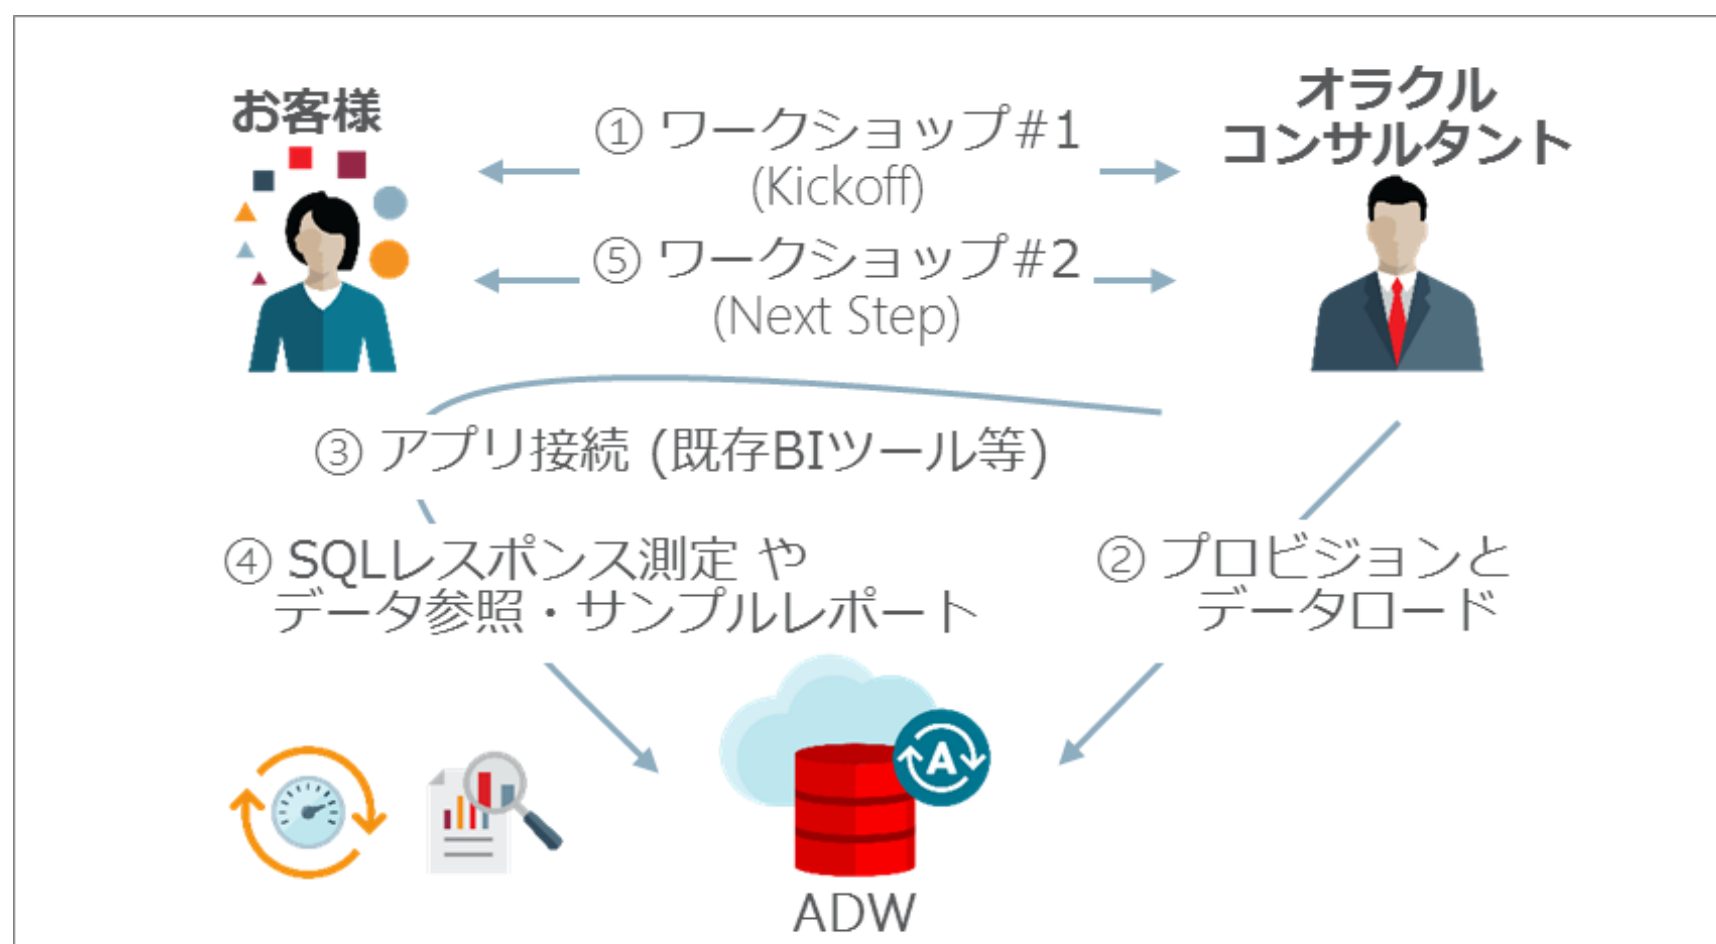 お客様
オラクル
コンサルタント
① ワークショップ#1
(Kickoff)
⑤ ワークショップ#2
(Next Step)
③ アプリ接続 (既存BIツール等)
④ SQLレスポンス測定 や
データ参照・サンプルレポート
② プロビジョンと
データロード
A
ADW